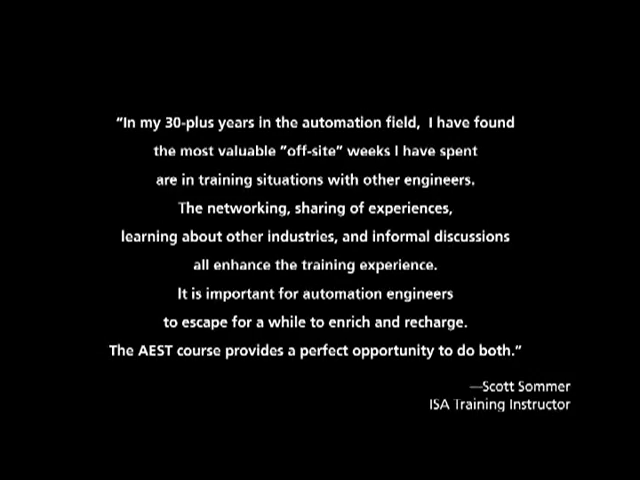 "In my 30-plus years in the automation field, I have found
the most valuable "off-site" weeks I have spent
are in training situations with other engineers.
The networking, sharing of experiences,
learning about other industries, and informal discussions
all enhance the training experience.
It is important for automation engineers
to escape for a while to enrich and recharge.
The AEST course provides a perfect opportunity to do both."
—Scott Sommer
ISA Training Instructor